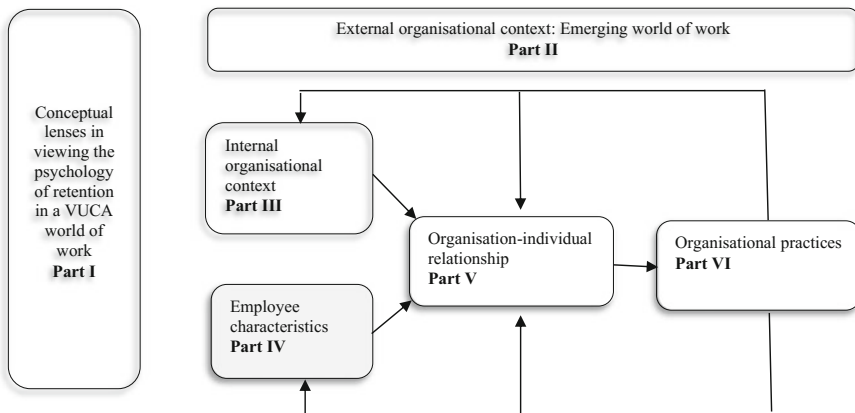 External organisational context: Emerging world of work
Part II
Conceptual
lenses in
viewing the
psychology
of retention
in a VUCA
world of
work
Part I
Internal
organisational
context
Part III
Organisation-individual
relationship
Part V
Organisational practices
Part VI
Employee
characteristics
Part IV